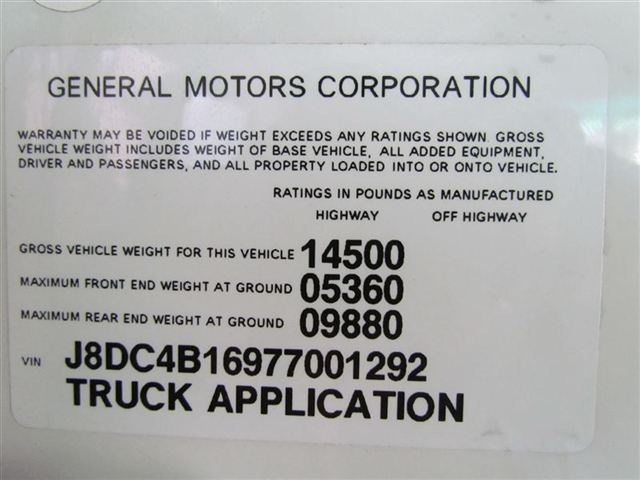 GENERAL MOTORS CORPORATION
WARRANTY MAY BE VOIDED IF WEIGHT EXCEEDS ANY RATINGS SHOWN. GROSS
VEHICLE WEIGHT INCLUDES WEIGHT OF BASE VEHICLE, ALL ADDED EQUIPMENT,
DRIVER AND PASSENGERS, AND ALL PROPERTY LOADED INTO OR ONTO VEHICLE.
RATINGS IN POUNDS AS MANUFACTURED
HIGHWAY OFF HIGHWAY
GROSS VEHICLE WEIGHT FOR THIS VEHICLE 14500
MAXIMUM FRONT END WEIGHT AT GROUND 05360
MAXIMUM REAR END WEIGHT AT GROUND 09880
VIN J8DC4B16977001292
TRUCK APPLICATION